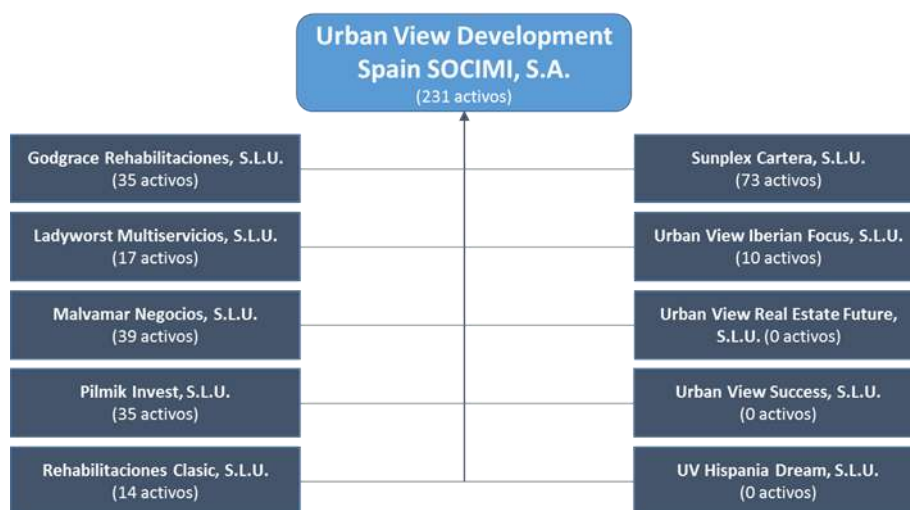 Urban View Development
Spain SOCIMI, S.A.
(231 activos)
Godgrace Rehabilitaciones, S.L.U.
(35 activos)
Ladyworst Multiservicios, S.L.U.
(17 activos)
Malvamar Negocios, S.L.U.
(39 activos)
Pilmik Invest, S.L.U.
(35 activos)
Rehabilitaciones Clasic, S.L.U.
(14 activos)
Sunplex Cartera, S.L.U.
(73 activos)
Urban View Iberian Focus, S.L.U.
(10 activos)
Urban View Real Estate Future,
S.L.U. (0 activos)
Urban View Success, S.L.U.
(0 activos)
UV Hispania Dream, S.L.U.
(0 activos)